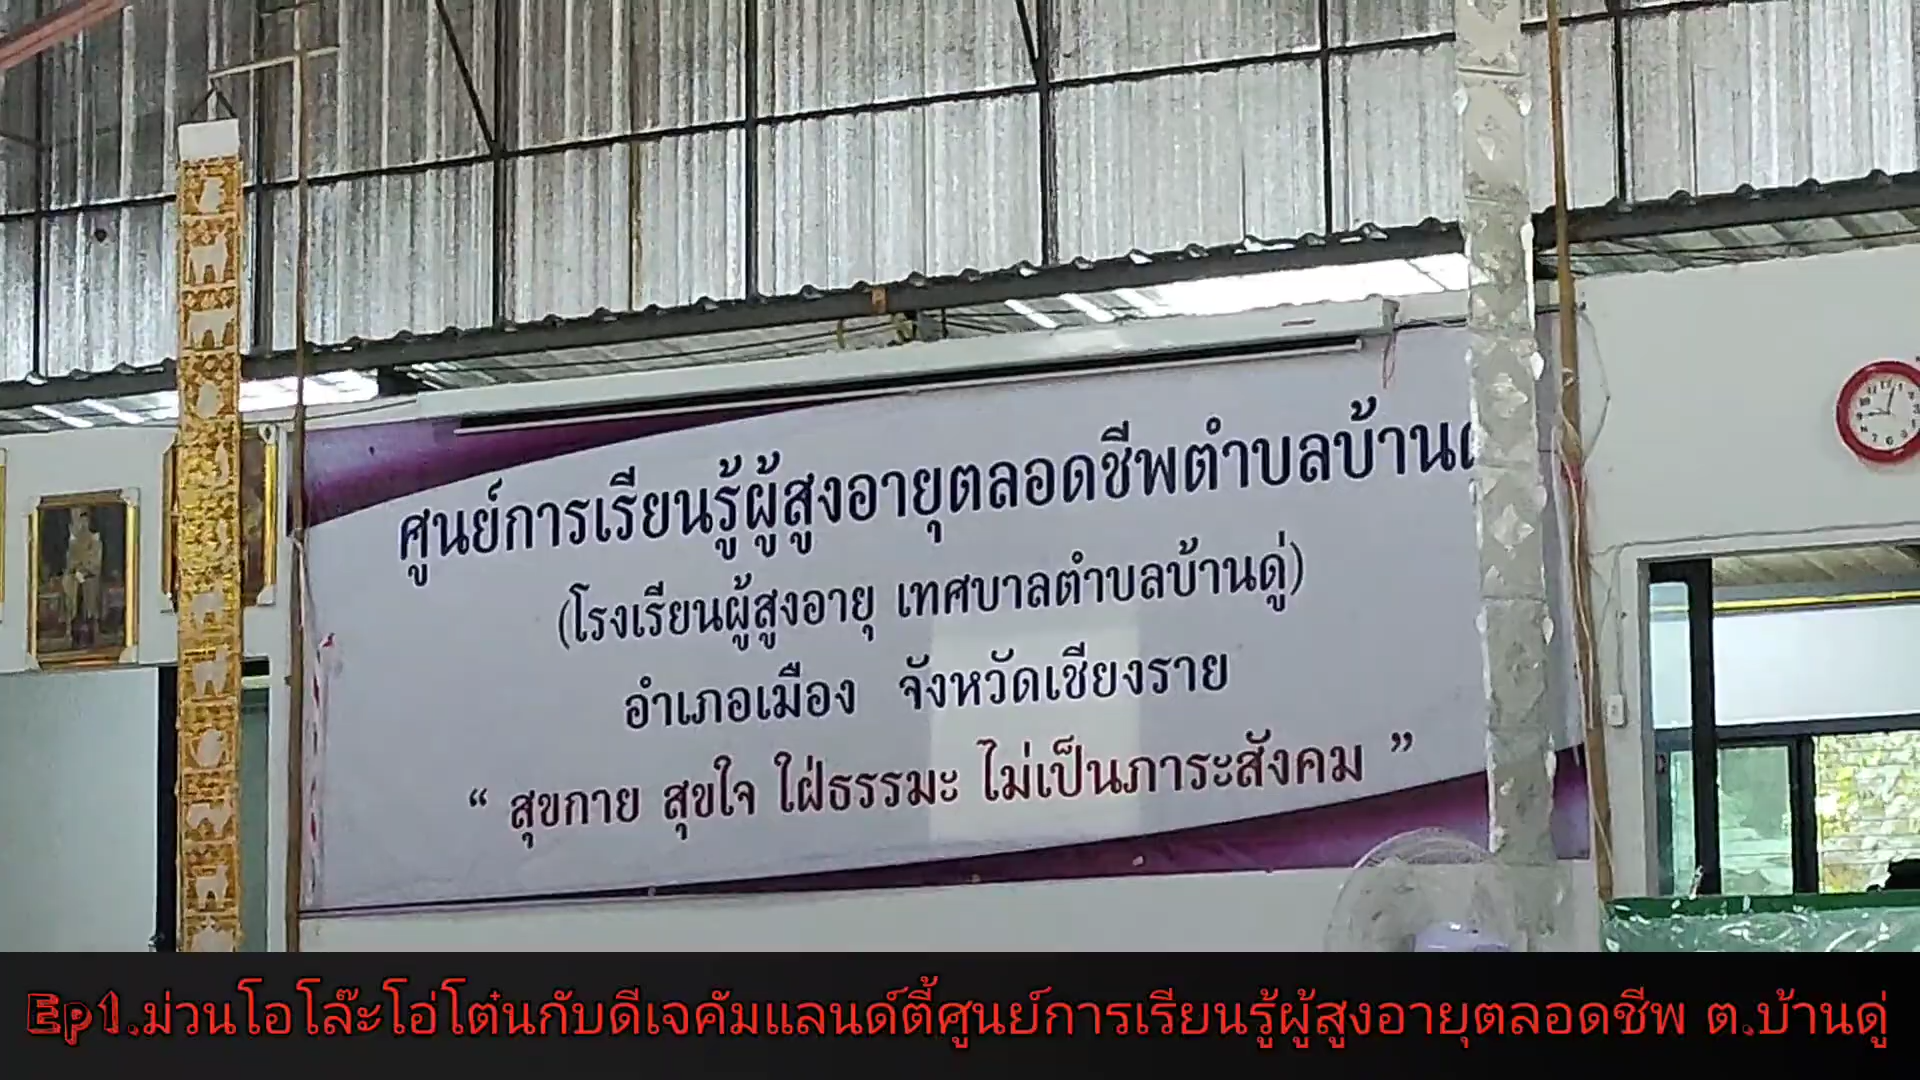 ศูนย์การเรียนรู้ผู้สูงอายุตลอดชีพตำบลบ้านด
(โรงเรียนผู้สูงอายุ เทศบาลตำบลบ้านดู่)
อำเภอเมือง จังหวัดเชียงราย
“ สุขกาย สุขใจ ใฝ่ธรรมะ ไม่เป็นภาระสังคม ”
Ep1.ม่วนโอโล๊ะโอ่โต๋นกับดีเจคัมแลนด์ตี้ศูนย์การเรียนรู้ผู้สูงอายุตลอดชีพ ต.บ้านดู่